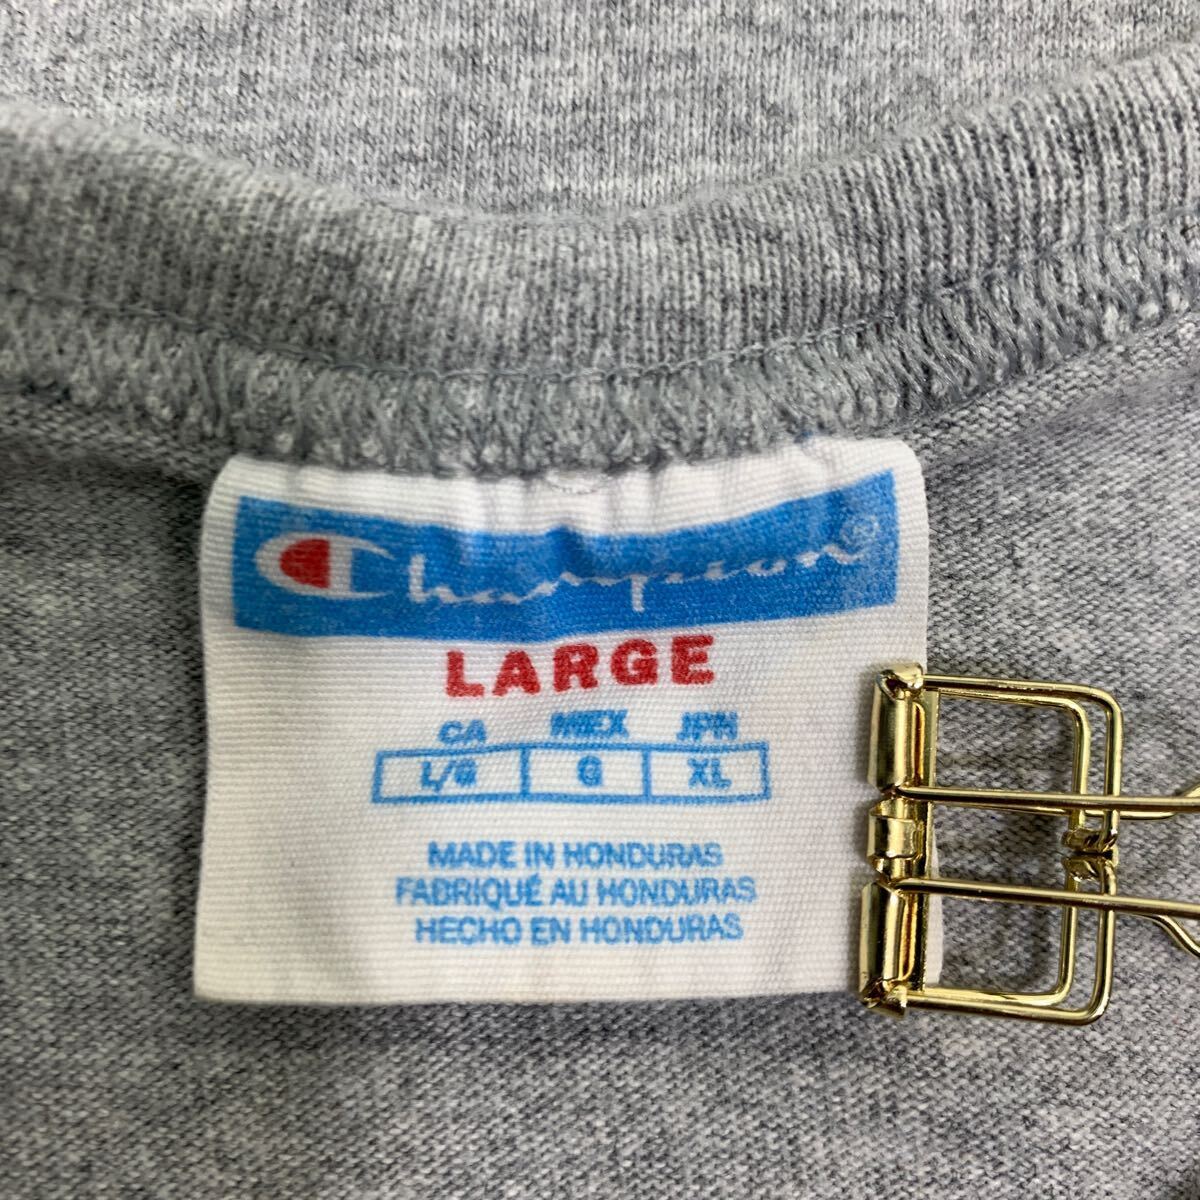 Champion®
LARGE
CA MEX JPN
L/G G XL
MADE IN HONDURAS
FABRIQUÉ AU HONDURAS
HECHO EN HONDURAS